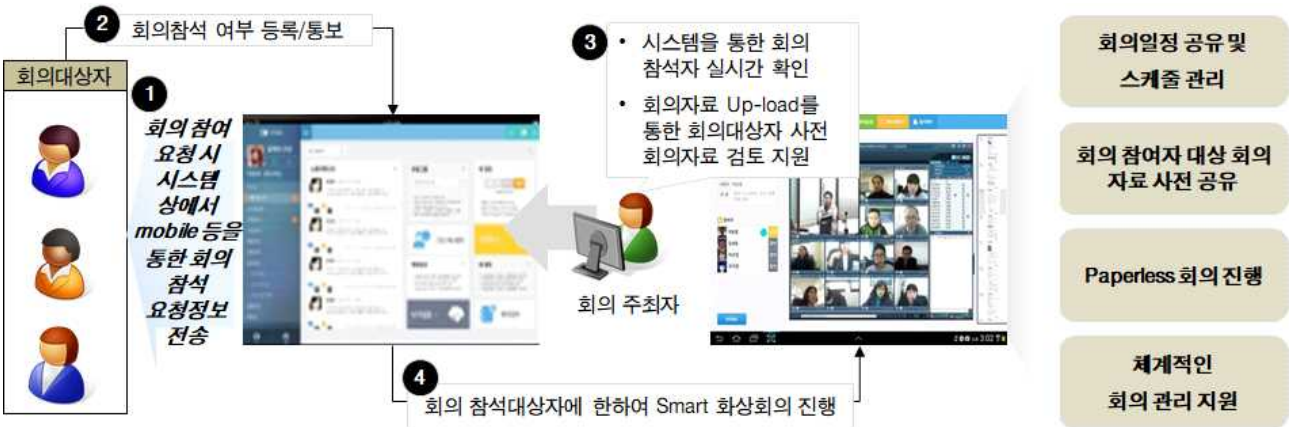 2 회의참석 여부 등록/통보
회의대상자
1
회의 참여
요청 시
시스템
상에서
mobile 등을
통한 회의
참석
요청정보
전송
3
• 시스템을 통한 회의
참석자 실시간 확인
• 회의자료 Up-load를
통한 회의대상자 사전
회의자료 검토 지원
회의 주최자
3:02
4
회의 참석대상자에 한하여 Smart 화상회의 진행
회의일정 공유 및
스케줄 관리
회의 참여자 대상 회의
자료 사전 공유
Paperless 회의 진행
체계적인
회의 관리 지원